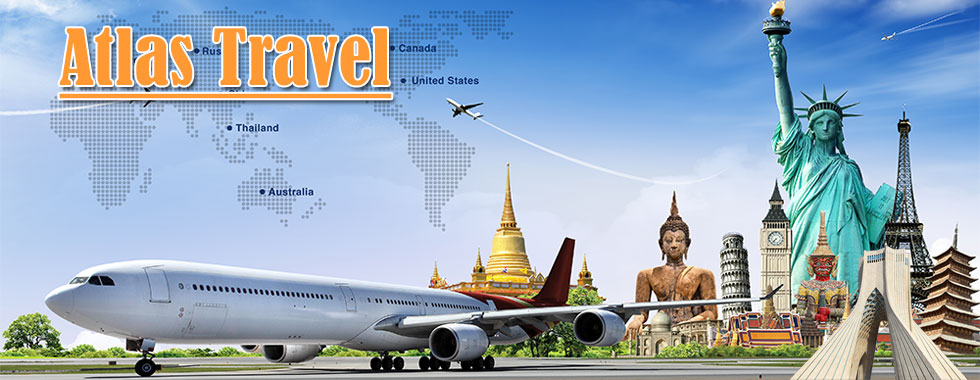 Atlas Travel
Canada
United States
Thailand
Australia